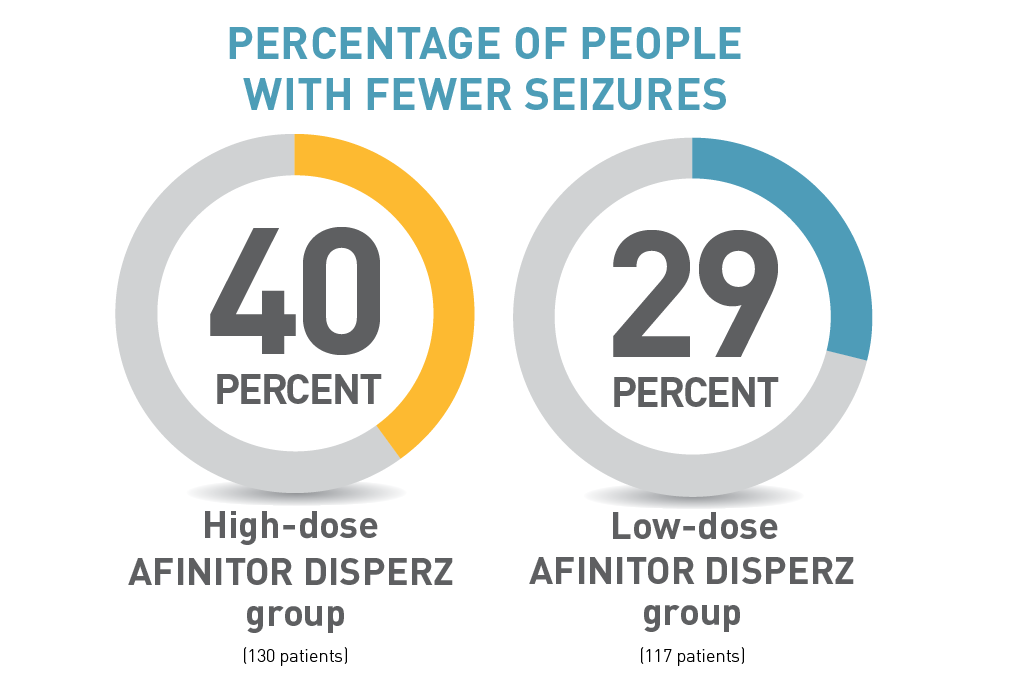 PERCENTAGE OF PEOPLE
WITH FEWER SEIZURES
40
PERCENT
High-dose
AFINITOR DISPERZ
group
(130 patients)
29
PERCENT
Low-dose
AFINITOR DISPERZ
group
(117 patients)